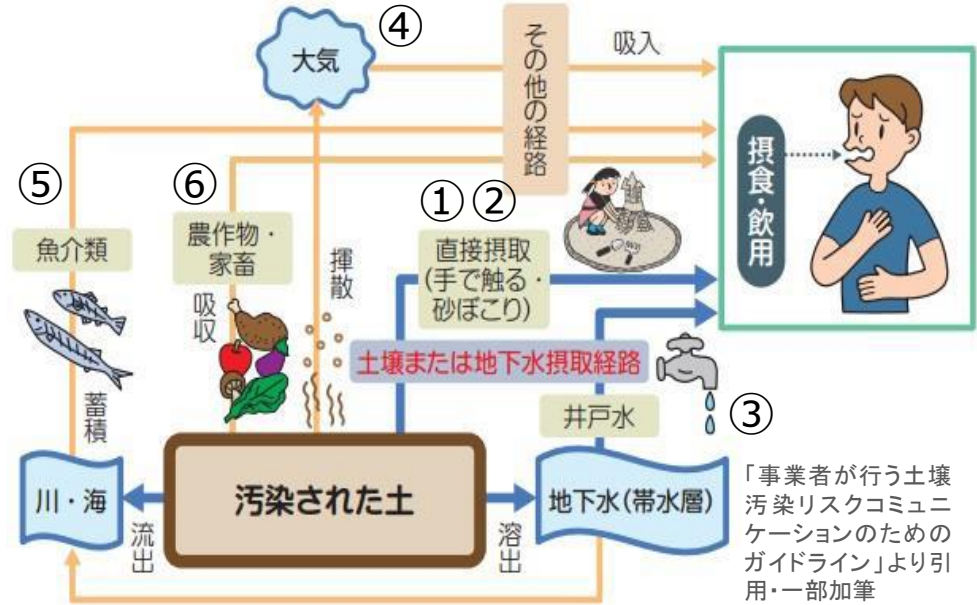 ④
大気
その他の経路
吸入
摂食・飲用
⑤
⑥
① ②
魚介類
農作物・
家畜
吸収
揮散
直接摂取
(手で触る・
砂ぼこり)
土壌または地下水摂取経路
井戸水
③
蓄積
川・海
汚染された土
地下水(帯水層)
流出
溶出
「事業者が行う土壌
汚染リスクコミュニ
ケーションのための
ガイドライン」より引
用・一部加筆